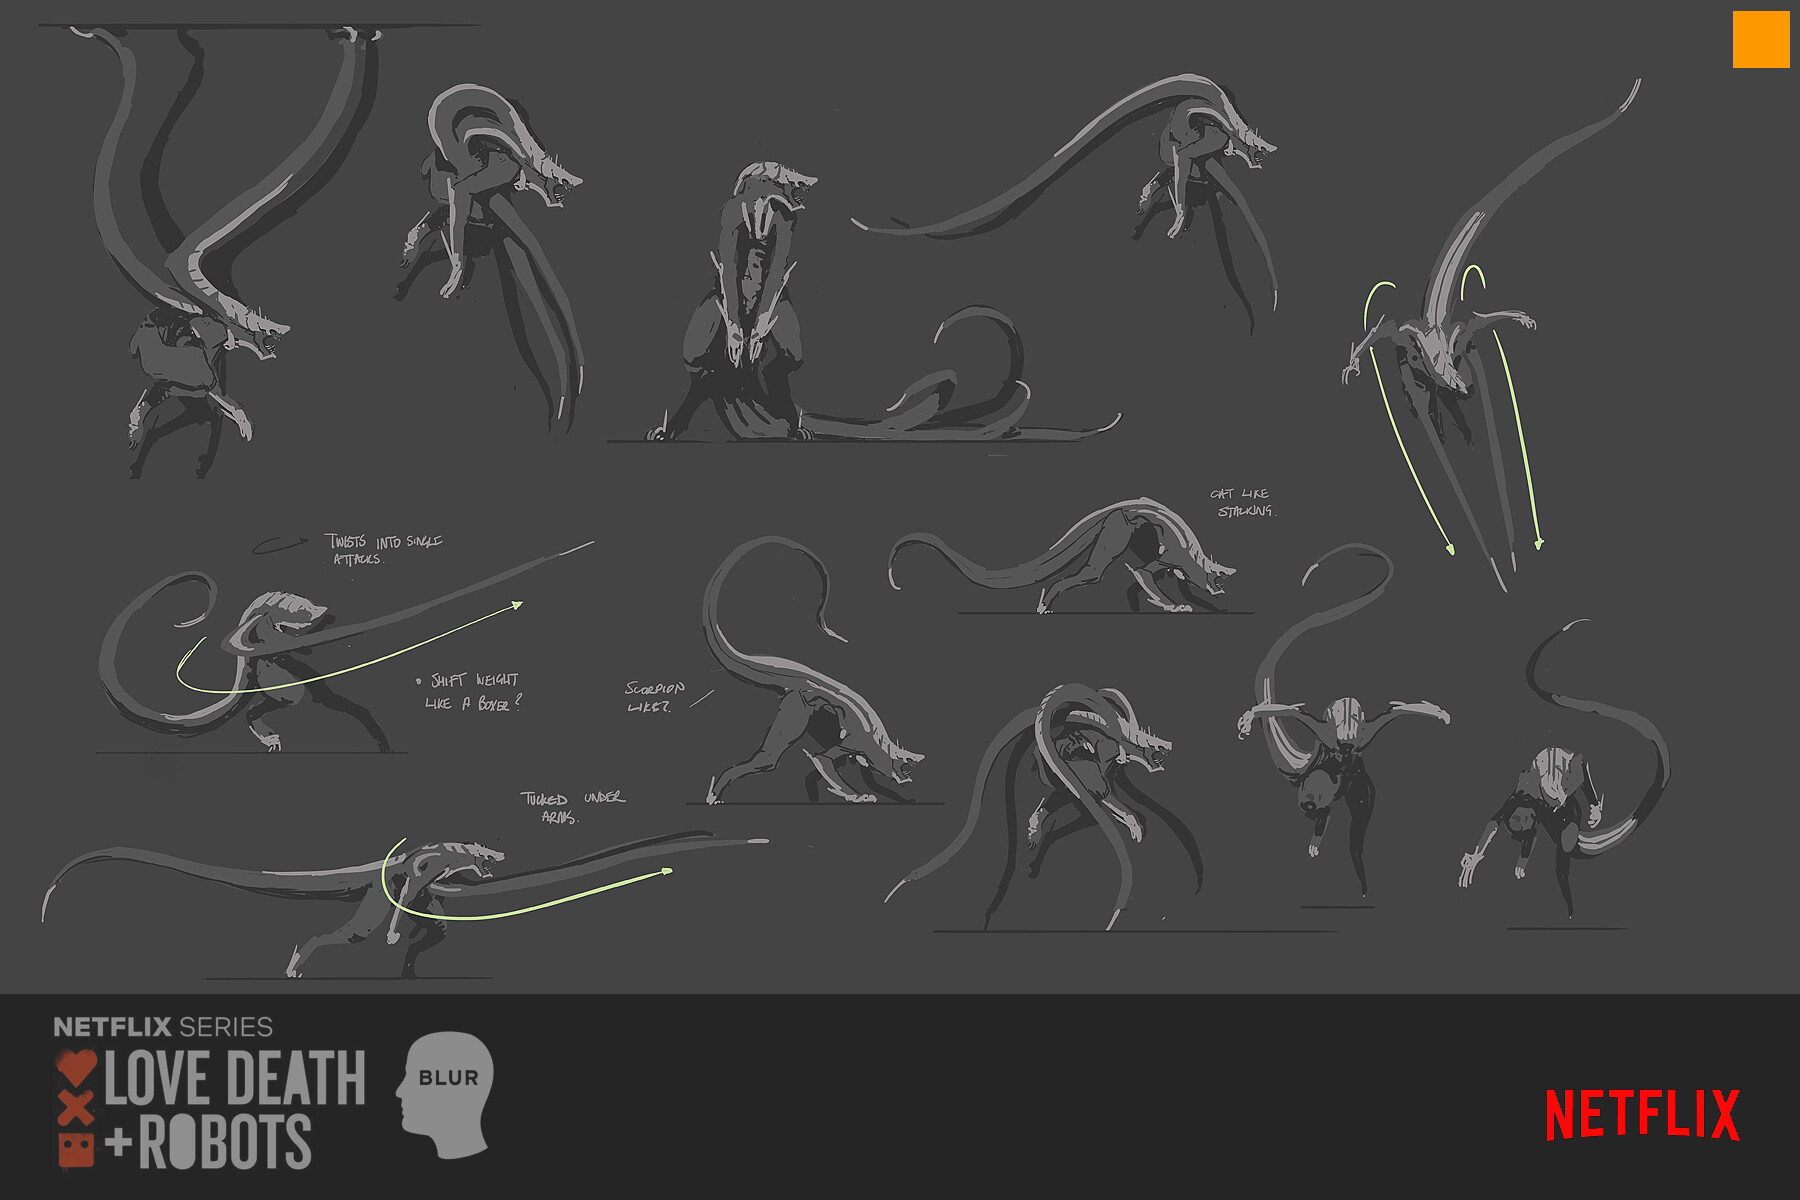 CAT LIKE
STALKING.
TWISTS INTO SINGLE
ATTACKS.
• SHIFT WEIGHT
LIKE A BOXER?
SCORPION
LIKE?
TUCKED UNDER
ARMS.
NETFLIX SERIES
LOVE DEATH
+ROBOTS
BLUR
NETFLIX